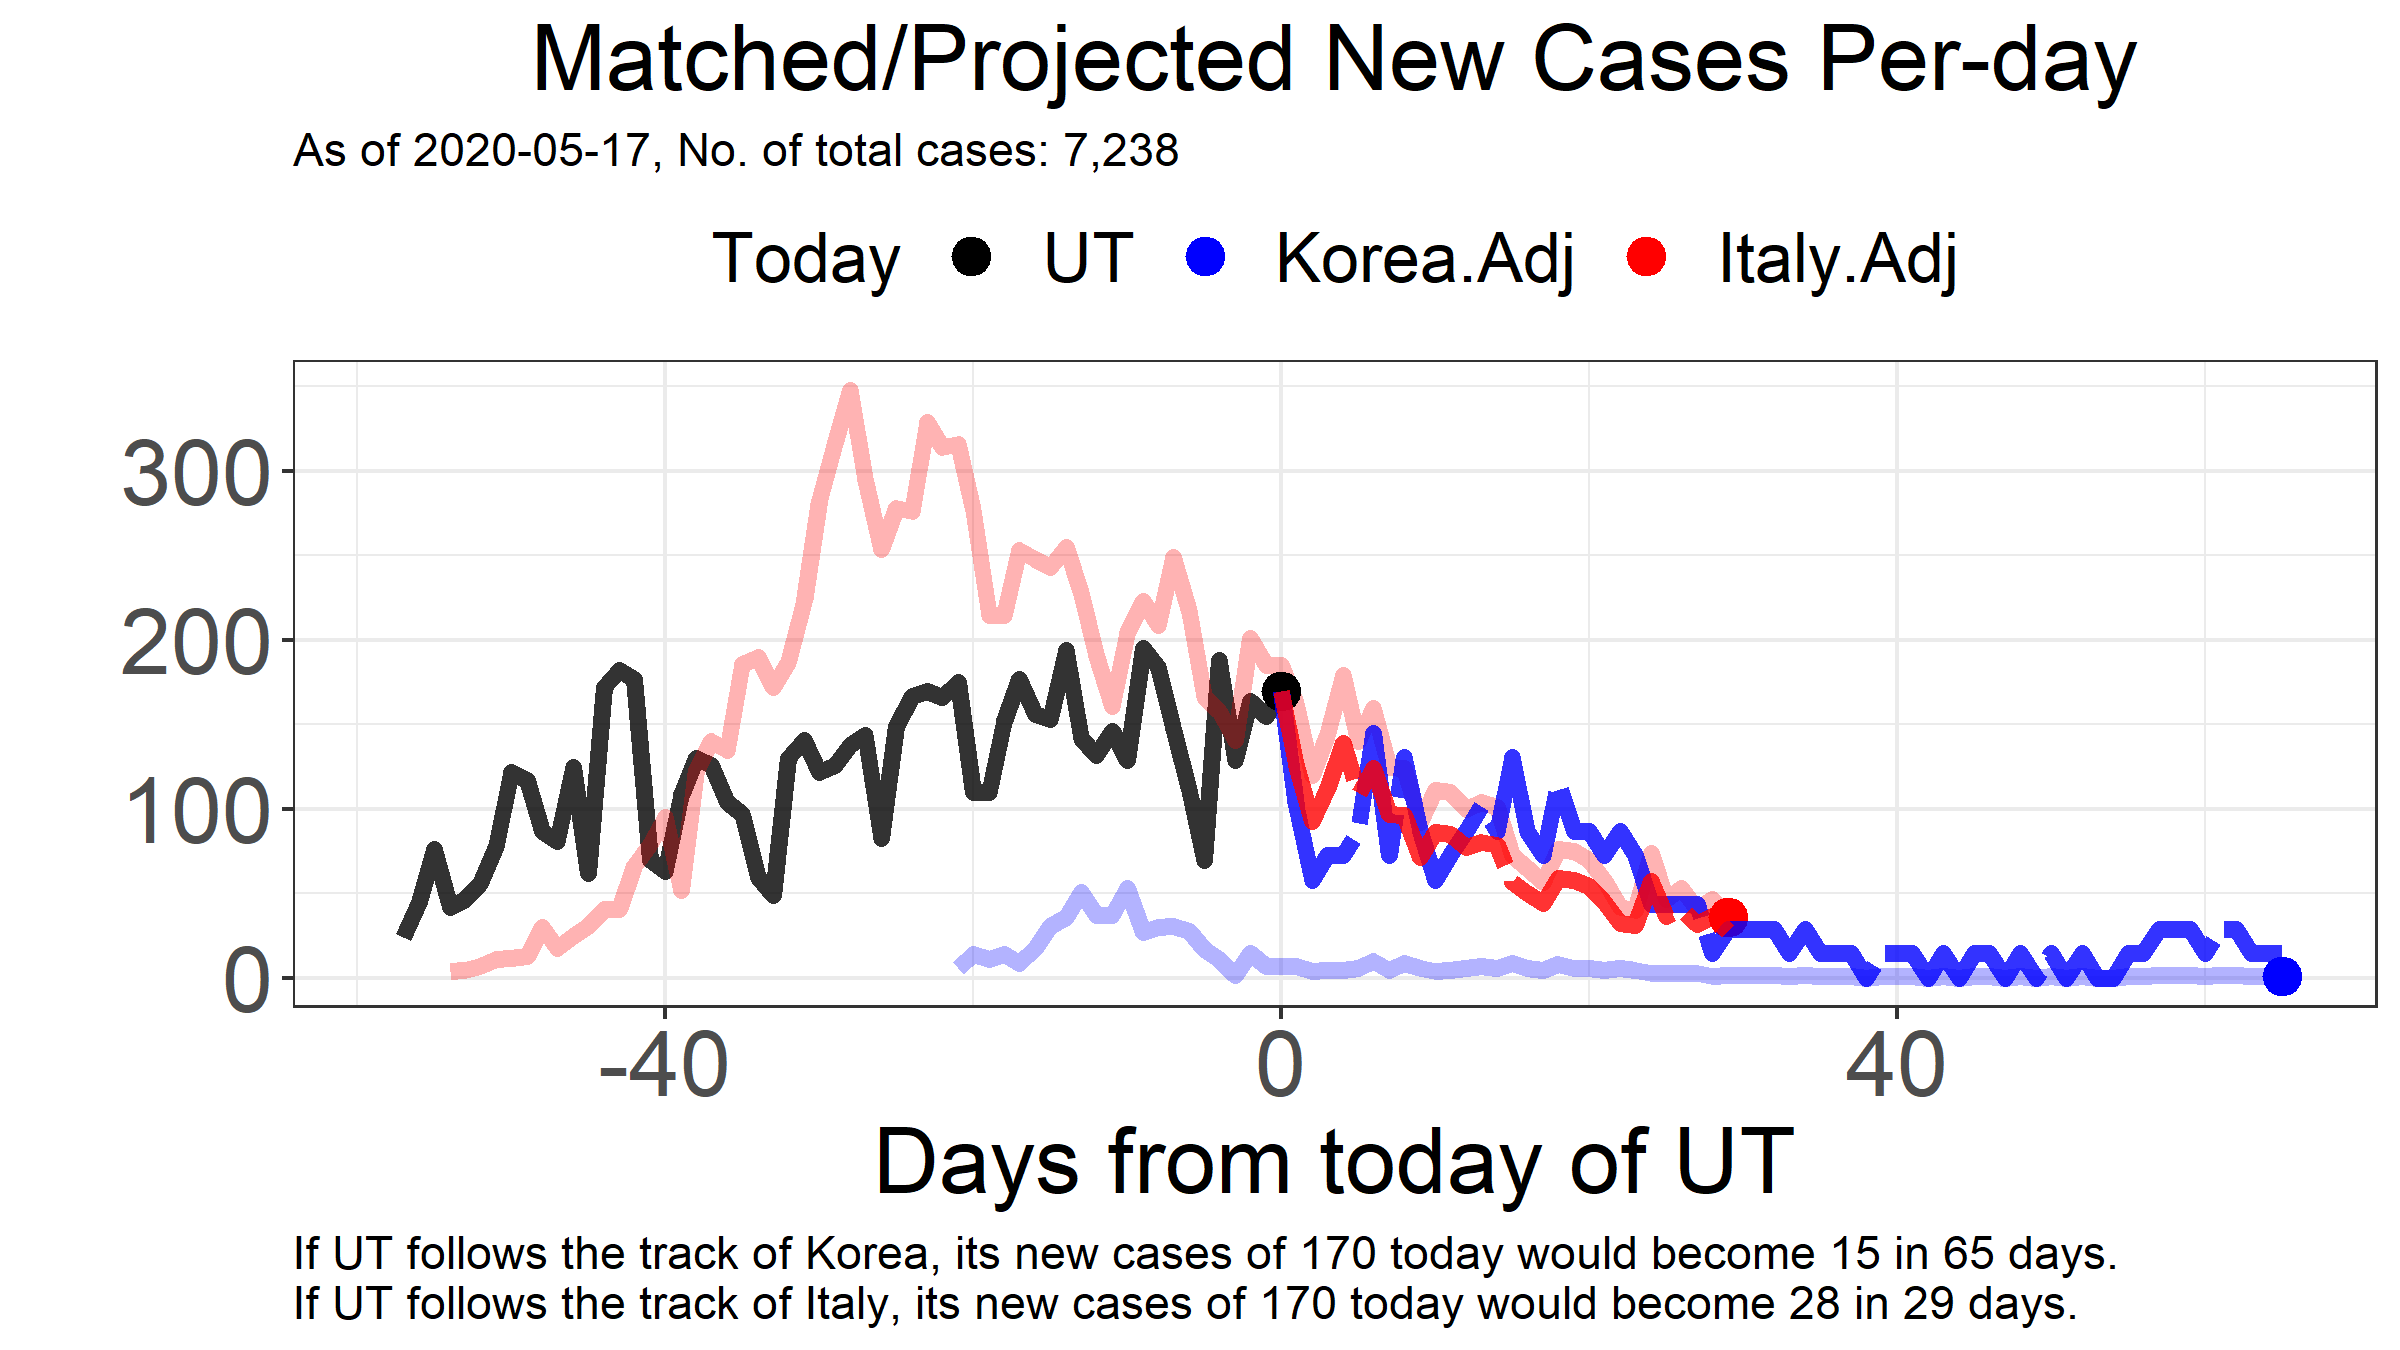 Matched/Projected New Cases Per-day
As of 2020-05-17, No. of total cases: 7,238
Today UT Korea.Adj Italy.Adj
300
200
100
0
-40 0 40
Days from today of UT
If UT follows the track of Korea, its new cases of 170 today would become 15 in 65 days.
If UT follows the track of Italy, its new cases of 170 today would become 28 in 29 days.